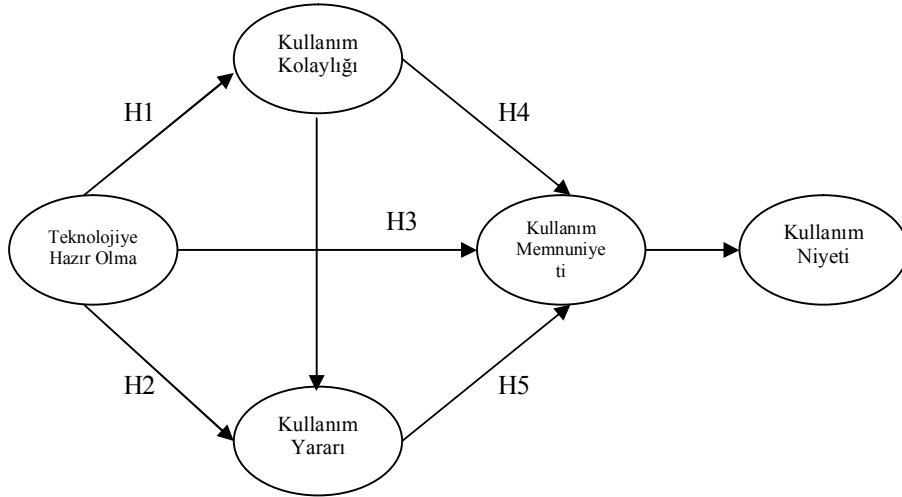 Kullanım
Kolaylığı
H1
H4
Teknolojiye
Hazır Olma
H3
Kullanım
Memnuniye
ti
Kullanım
Niyeti
H2
H5
Kullanım
Yararı